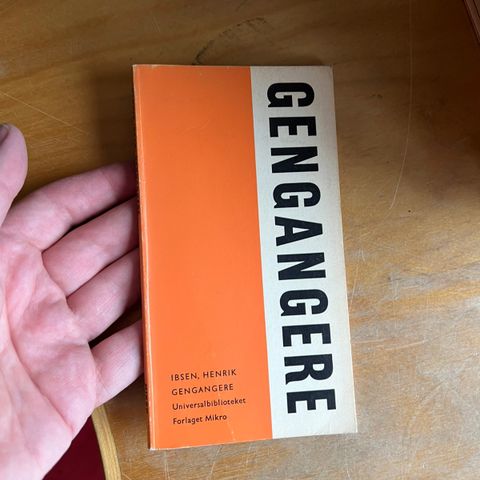 GENGANGERE
IBSEN, HENRIK
GENGANGERE
Universalbiblioteket
Forlaget Mikro